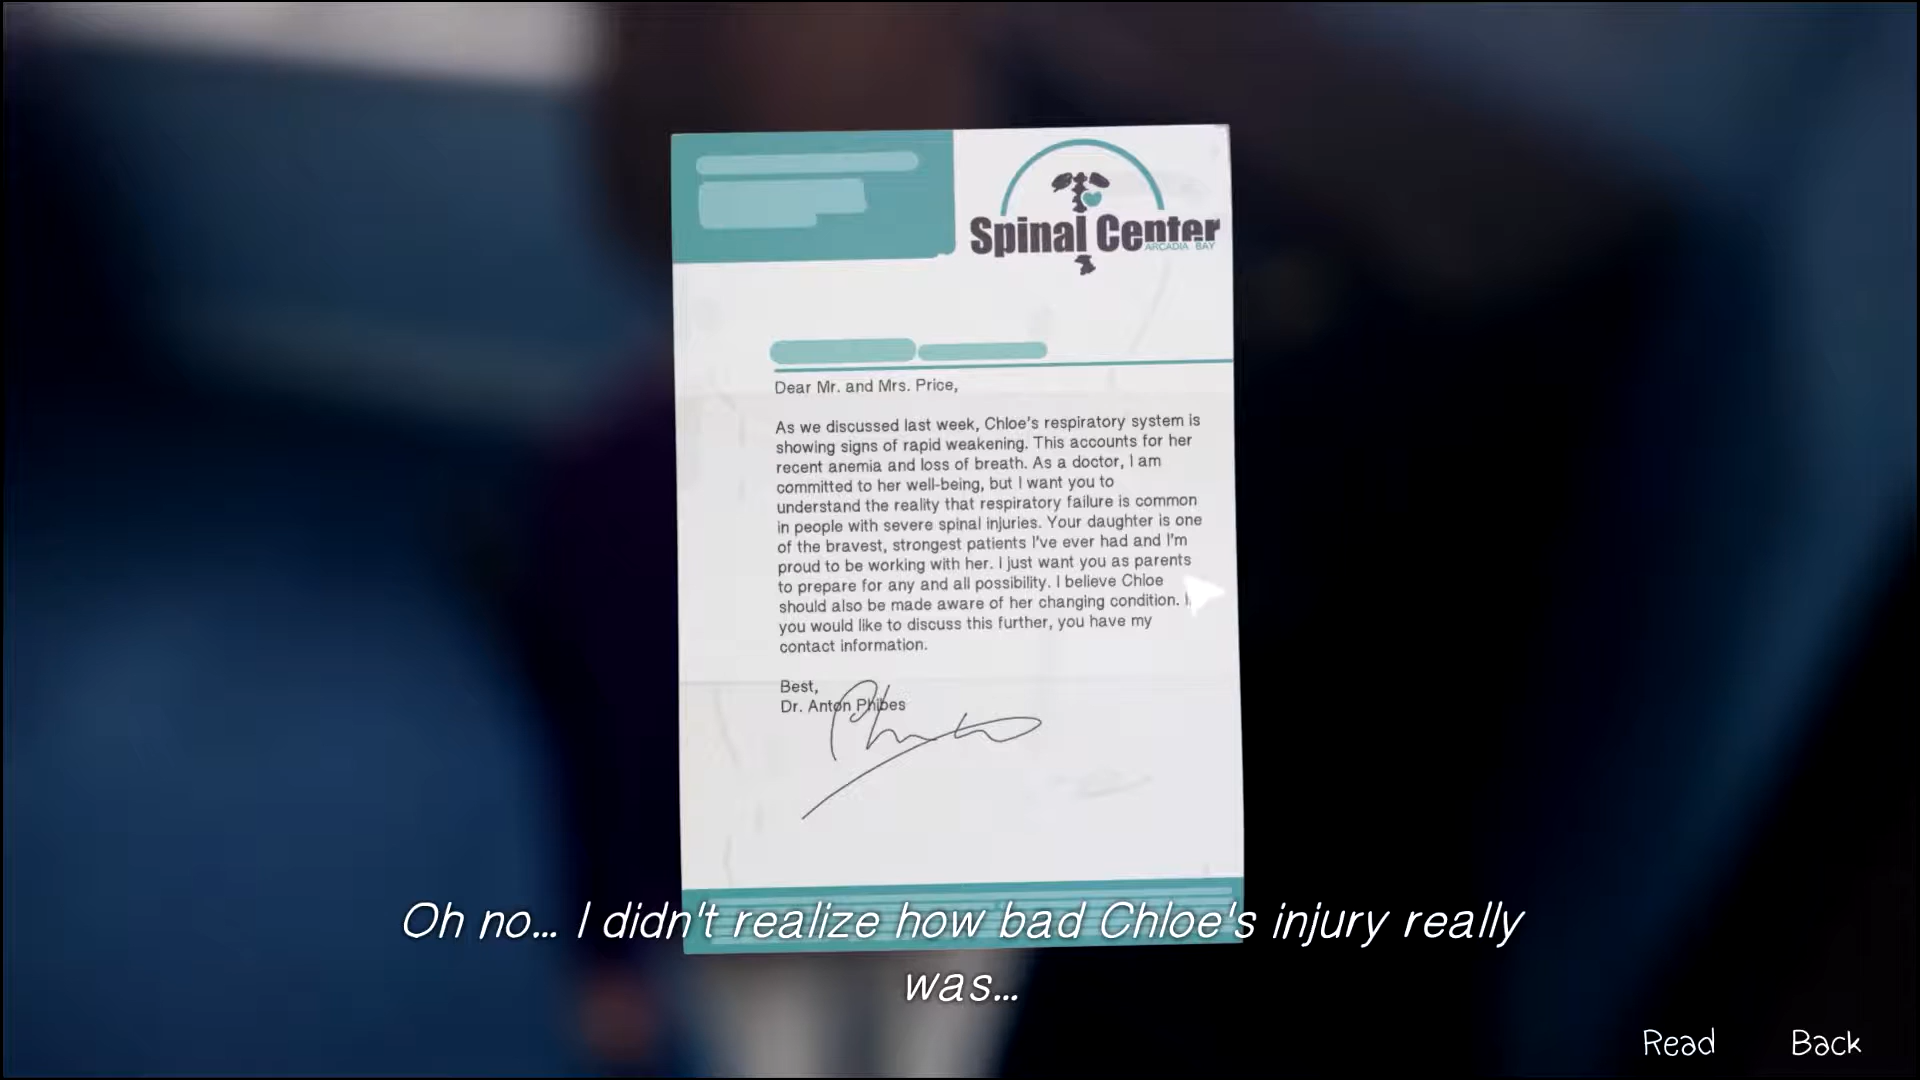 Spinal Center
ARCADIA BAY
Dear Mr. and Mrs. Price,
As we discussed last week, Chloe's respiratory system is
showing signs of rapid weakening. This accounts for her
recent anemia and loss of breath. As a doctor, I am
committed to her well-being, but I want you to
understand the reality that respiratory failure is common
in people with severe spinal injuries. Your daughter is one
of the bravest, strongest patients I've ever had and I'm
proud to be working with her. I just want you as parents
to prepare for any and all possibility. I believe Chloe
should also be made aware of her changing condition.
you would like to discuss this further, you have my
contact information.
Best,
Dr. Anton Phibes
Oh no... I didn't realize how bad Chloe's injury really
was...
Read Back